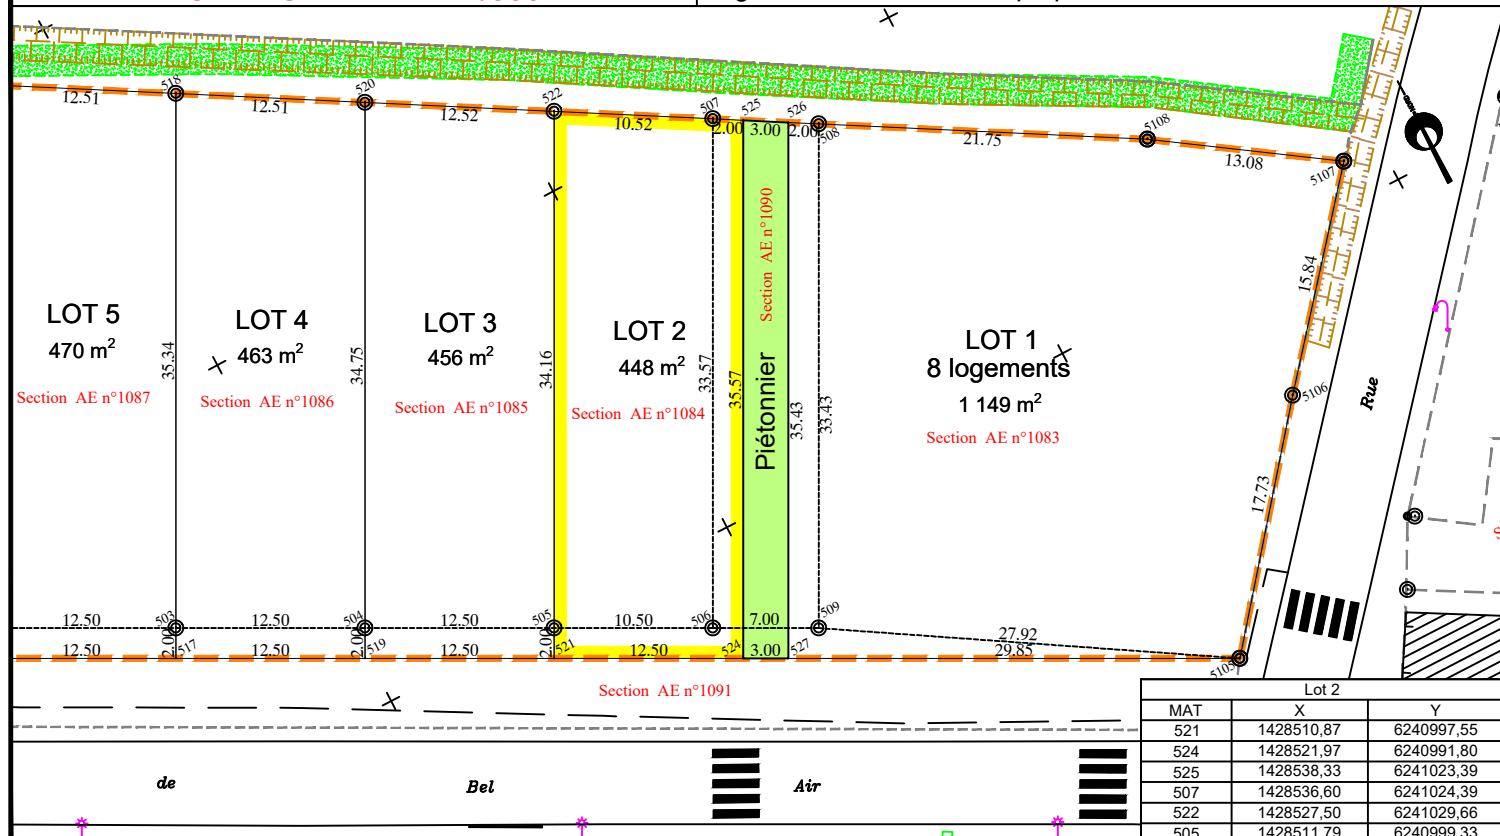 518
520
522
507
525
526
508
5108
5107
12.51
12.51
12.52
10.52
2.00
3.00
2.00
21.75
13.08
Section AE n°1090
15.84
LOT 5
470 m²
Section AE n°1087
35.34
LOT 4
463 m²
Section AE n°1086
34.75
LOT 3
456 m²
Section AE n°1085
34.16
LOT 2
448 m²
Section AE n°1084
33.57
35.57
Piétonnier
35.43
33.43
LOT 1
8 logements
1 149 m²
Section AE n°1083
5106
Rue
17.73
12.50
503
12.50
504
12.50
505
10.50
506
7.00
509
27.92
2.00
2.00
2.00
12.50
517
12.50
519
12.50
521
12.50
524
3.00
527
29.85
5105
Section AE n°1091
de
Bel
Air
Lot 2
MAT X Y
521 1428510,87 6240997,55
524 1428521,97 6240991,80
525 1428538,33 6241023,39
507 1428536,60 6241024,39
522 1428527,50 6241029,66
505 1428511,79 6240999,33